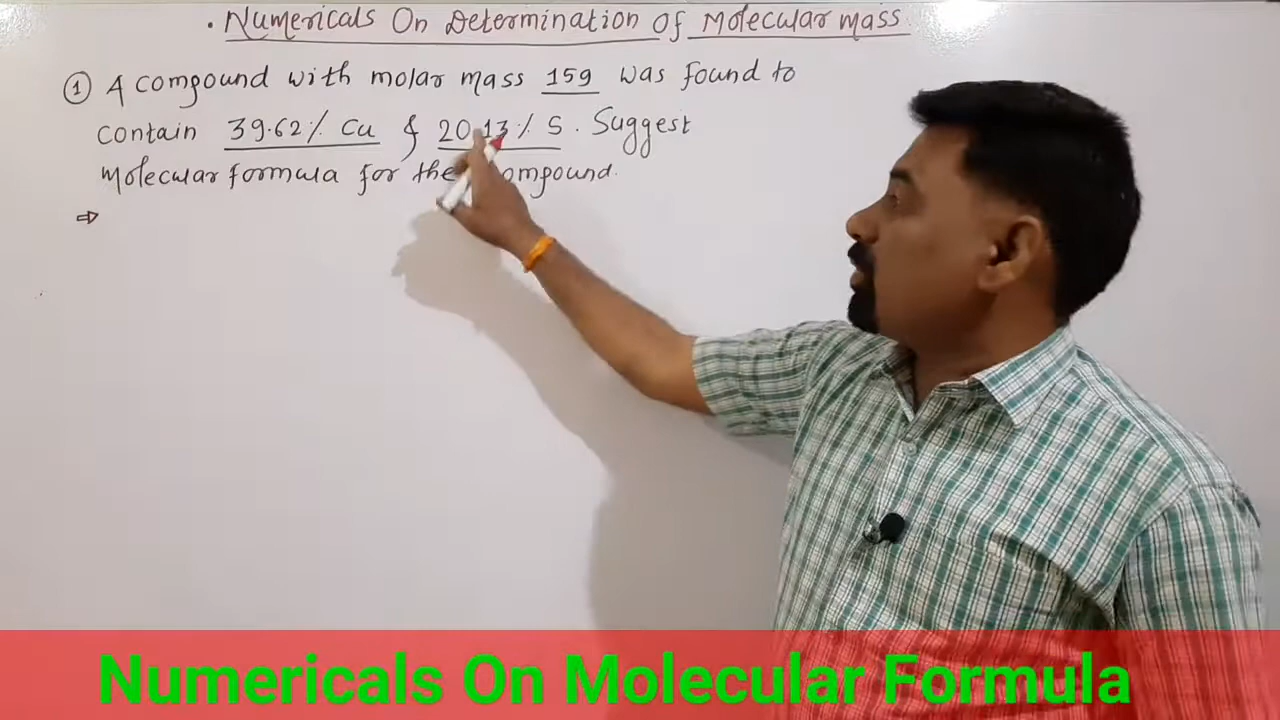 . Numericals On Determination of Molecular mass.
① A compound with molar mass 159 was found to
contain 39.62% Cu & 20.13% S. Suggest
Molecular formula for the compound.
⇒
Numericals On Molecular Formula